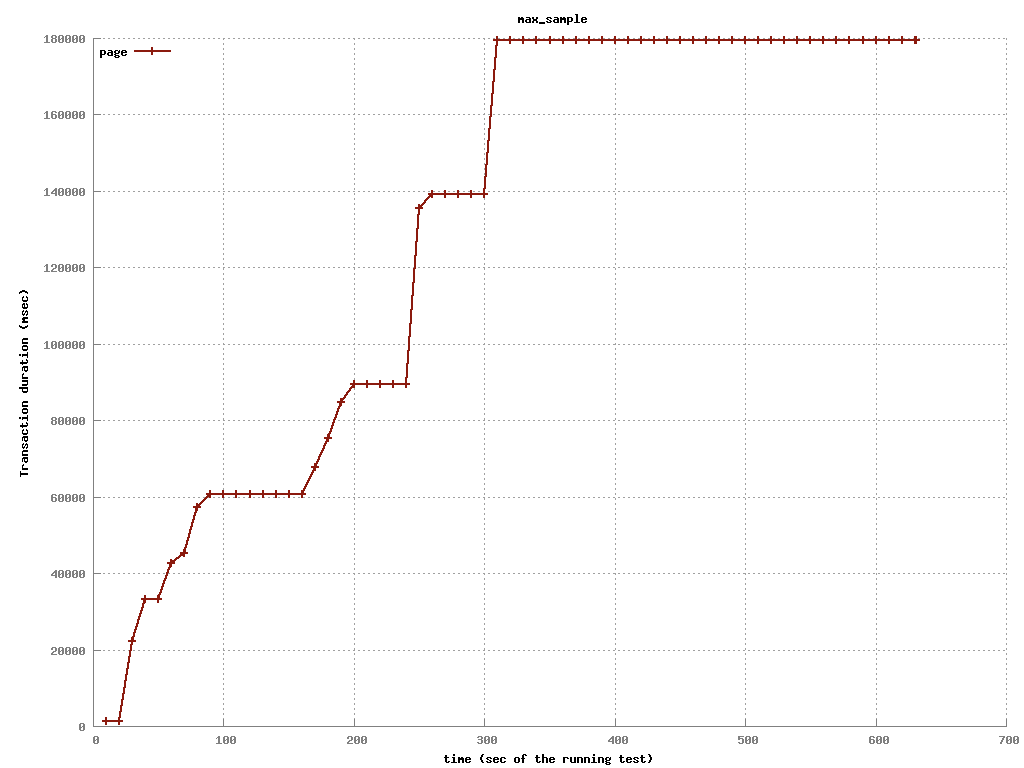 max_sample
page
180000
160000
140000
120000
100000
80000
60000
40000
20000
0
Transaction duration (msec)
0 100 200 300 400 500 600 700
time (sec of the running test)